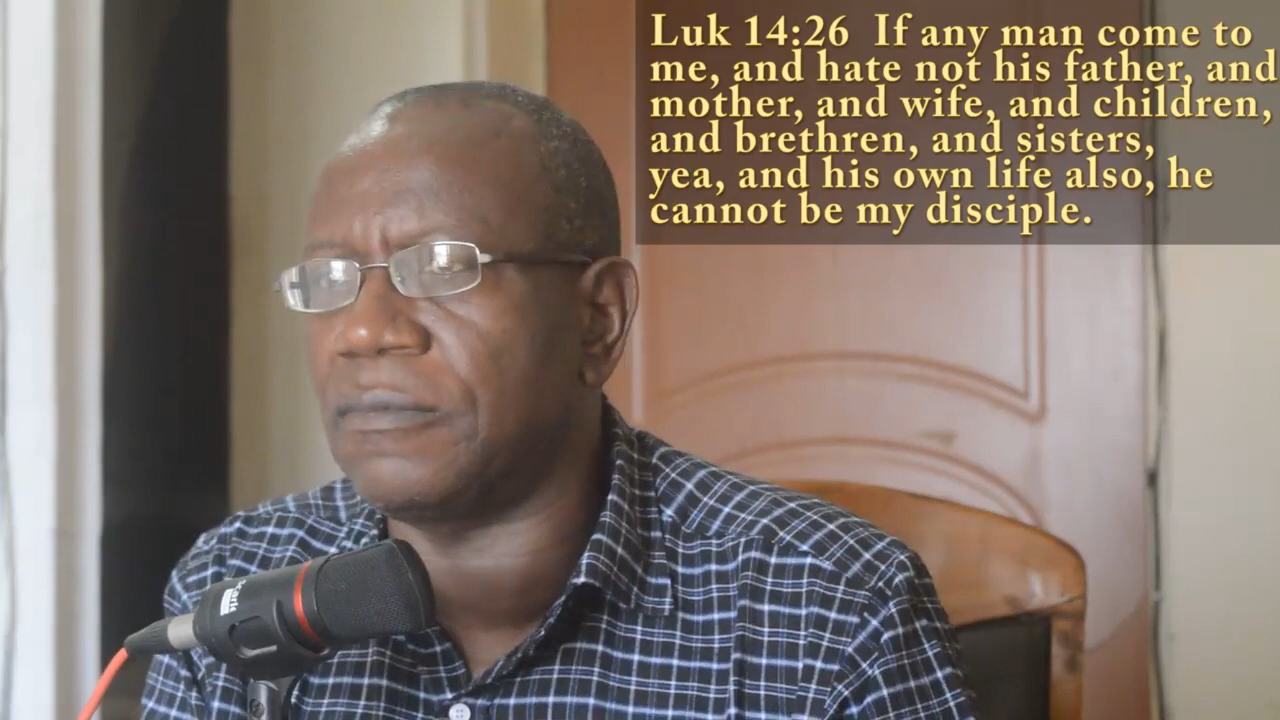 Luk 14:26  If any man come to
me, and hate not his father, and
mother, and wife, and children,
and brethren, and sisters,
yea, and his own life also, he
cannot be my disciple.